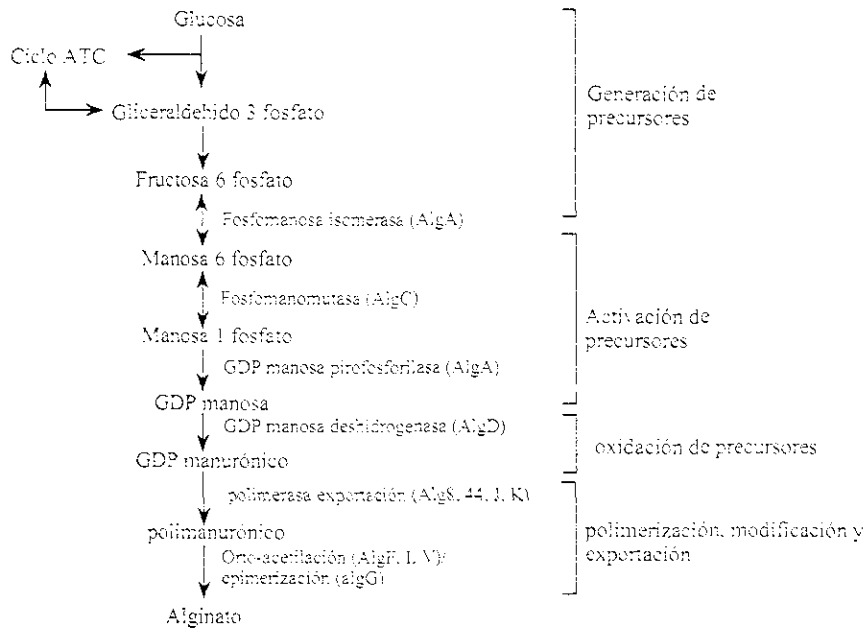 Glucosa
Ciclo ATC
Gliceraldehido 3 fosfato
Generación de
precursores
Fructosa 6 fosfato
Fosfomanosa isomerasa (AlgA)
Manosa 6 fosfato
Fosfomanomutasa (AlgC)
Manosa 1 fosfato
Activación de
precursores
GDP manosa pirofosforilasa (AlgA)
GDP manosa
GDP manosa deshidrogenasa (AlgD)
oxidación de precursores
GDP manurónico
polimerasa exportación (Alg8, 44, J, K)
polimanurónico
polimerización, modificación y
exportación
Orto-acetilación (AlgF, I, V)/
epimerización (algG)
Alginato